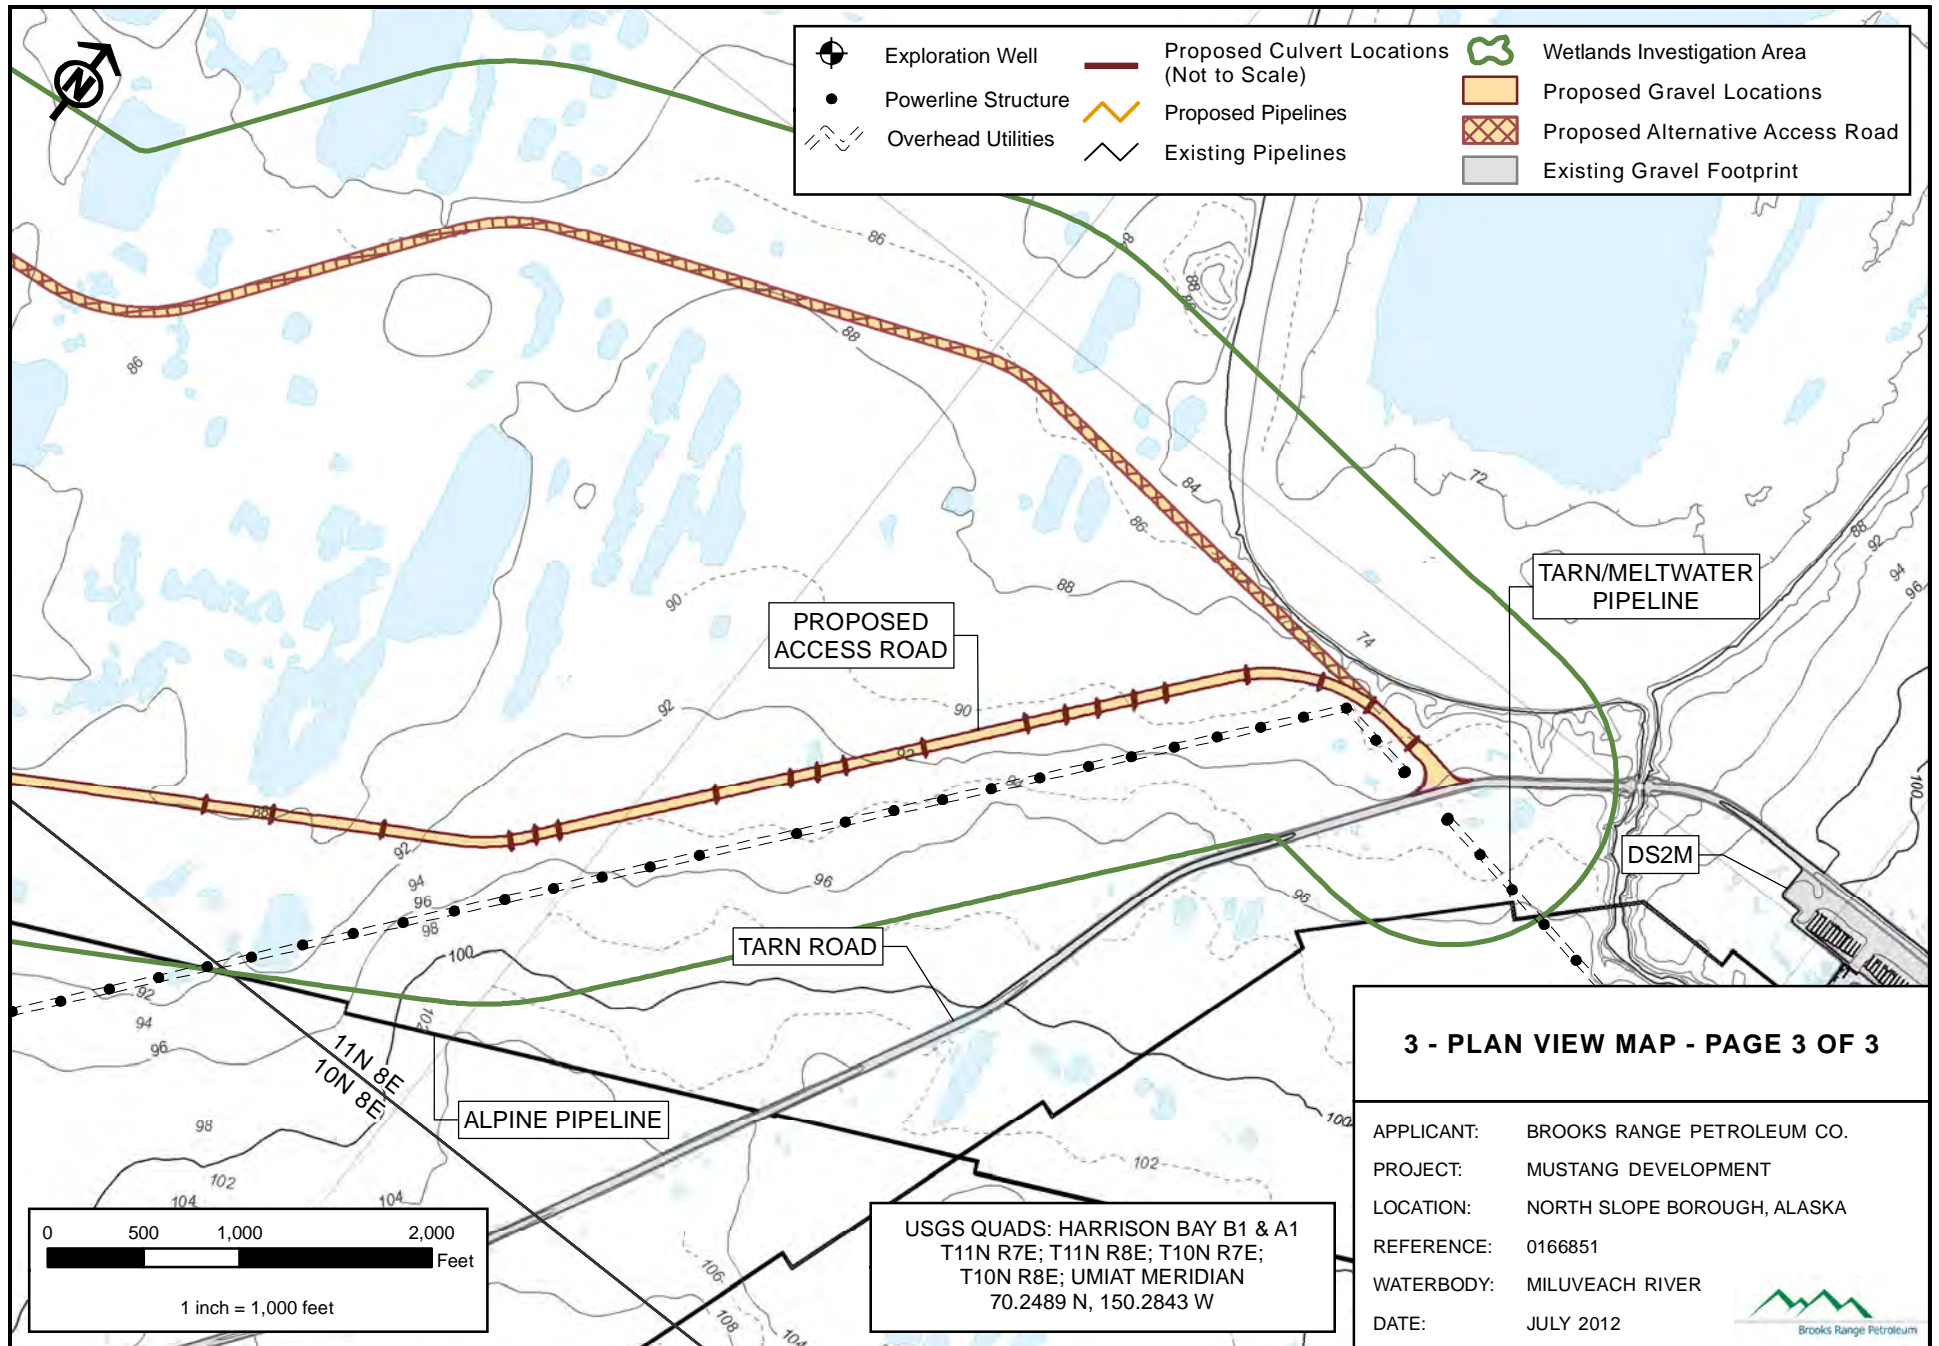 N
Exploration Well
Powerline Structure
Overhead Utilities
Proposed Culvert Locations
(Not to Scale)
Proposed Pipelines
Existing Pipelines
Wetlands Investigation Area
Proposed Gravel Locations
Proposed Alternative Access Road
Existing Gravel Footprint
86
88
86
88
72
84
86
88
92
94
96
90
88
74
TARN/MELTWATER
PIPELINE
PROPOSED
ACCESS ROAD
92
90
92
100
88
92
94
96
98
96
96
DS2M
100
TARN ROAD
92
94
96
102
11N 8E
10N 8E
98
ALPINE PIPELINE
100
102
102
104
104
106
108
104
0 500 1,000 2,000
Feet
1 inch = 1,000 feet
USGS QUADS: HARRISON BAY B1 & A1
T11N R7E; T11N R8E; T10N R7E;
T10N R8E; UMIAT MERIDIAN
70.2489 N, 150.2843 W
3 - PLAN VIEW MAP - PAGE 3 OF 3
APPLICANT: BROOKS RANGE PETROLEUM CO.
PROJECT: MUSTANG DEVELOPMENT
LOCATION: NORTH SLOPE BOROUGH, ALASKA
REFERENCE: 0166851
WATERBODY: MILUVEACH RIVER
DATE: JULY 2012
Brooks Range Petroleum